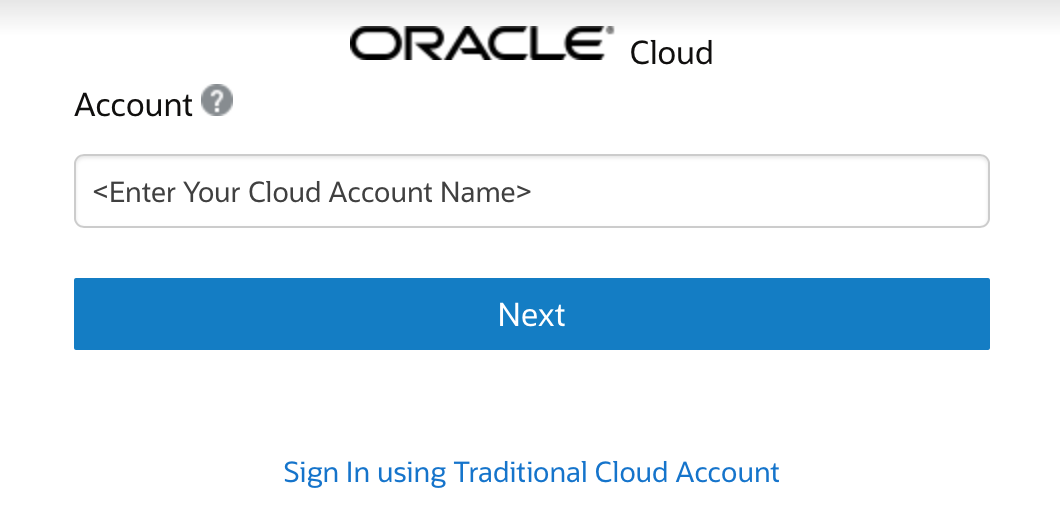 ORACLE® Cloud
Account ?
<Enter Your Cloud Account Name>
Next
Sign In using Traditional Cloud Account